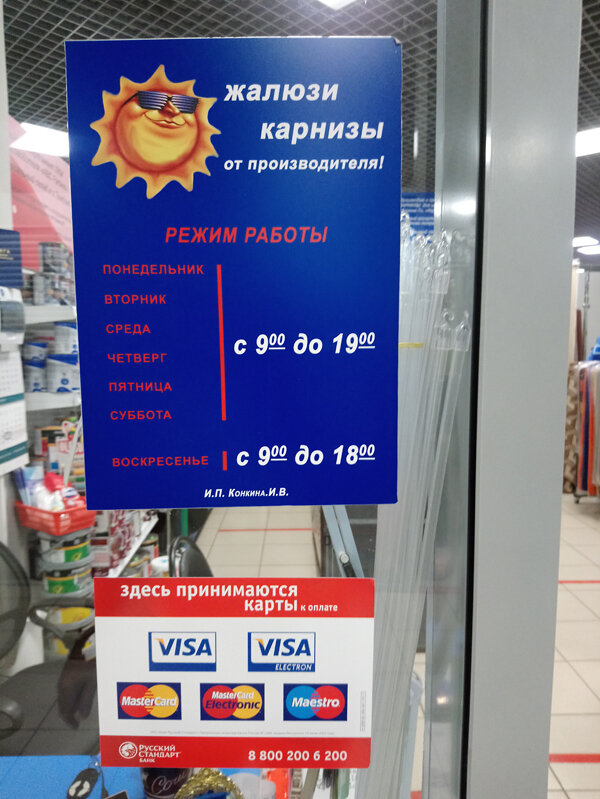 жалюзи
карнизы
от производителя!
РЕЖИМ РАБОТЫ
ПОНЕДЕЛЬНИК
ВТОРНИК
СРЕДА
ЧЕТВЕРГ
ПЯТНИЦА
СУББОТА
с 9⁰⁰ до 19⁰⁰
ВОСКРЕСЕНЬЕ с 9⁰⁰ до 18⁰⁰
И.П. Конкина.И.В.
здесь принимаются
карты к оплате
VISA VISA
ELECTRON
MasterCard MasterCard Electronic Maestro
РУССКИЙ
СТАНДАРТ
БАНК
8 800 200 6 200